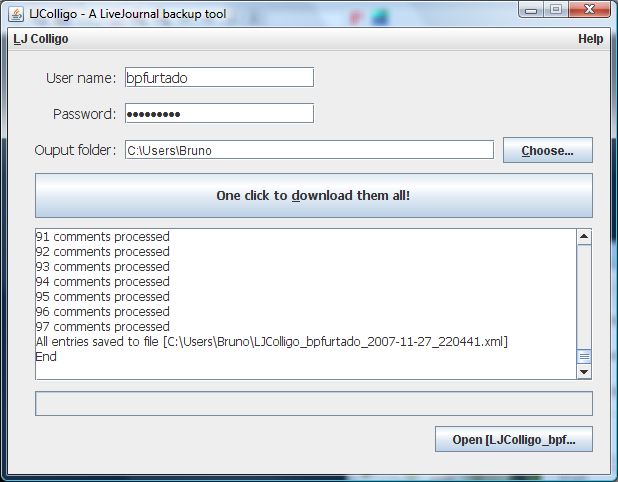 LJColligo - A LiveJournal backup tool
LJ Colligo Help
User name: bpfurtado
Password: •••••••••
Ouput folder: C:\Users\Bruno Choose...
One click to download them all!
91 comments processed
92 comments processed
93 comments processed
94 comments processed
95 comments processed
96 comments processed
97 comments processed
All entries saved to file [C:\Users\Bruno\LJColligo_bpfurtado_2007-11-27_220441.xml]
End
Open [LJColligo_bpf...